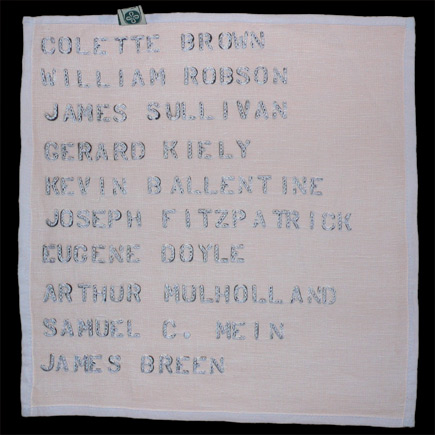 COLETTE BROWN
WILLIAM ROBSON
JAMES SULLIVAN
GERARD KIELY
KEVIN BALLENTINE
JOSEPH FITZPATRICK
EUGENE DOYLE
ARTHUR MULHOLLAND
SAMUEL C. MEIN
JAMES BREEN